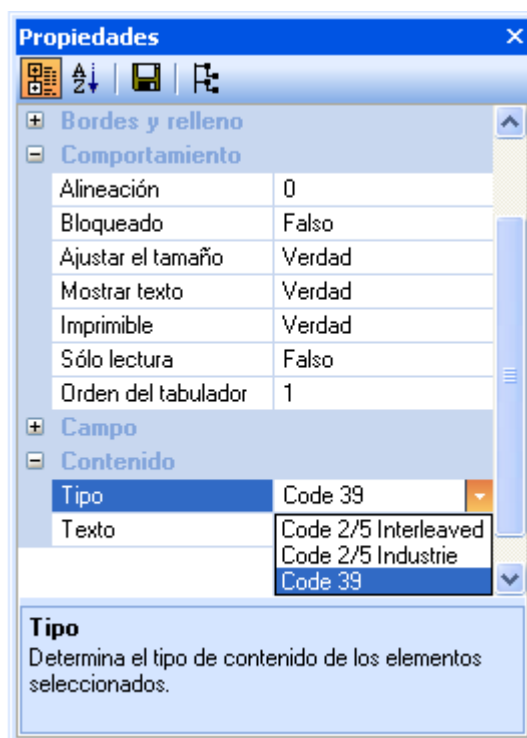 Propiedades
Bordes y relleno
Comportamiento
Alineación 0
Bloqueado Falso
Ajustar el tamaño Verdad
Mostrar texto Verdad
Imprimible Verdad
Sólo lectura Falso
Orden del tabulador 1
Campo
Contenido
Tipo Code 39
Texto
Code 2/5 Interleaved
Code 2/5 Industrie
Code 39
Tipo
Determina el tipo de contenido de los elementos
seleccionados.